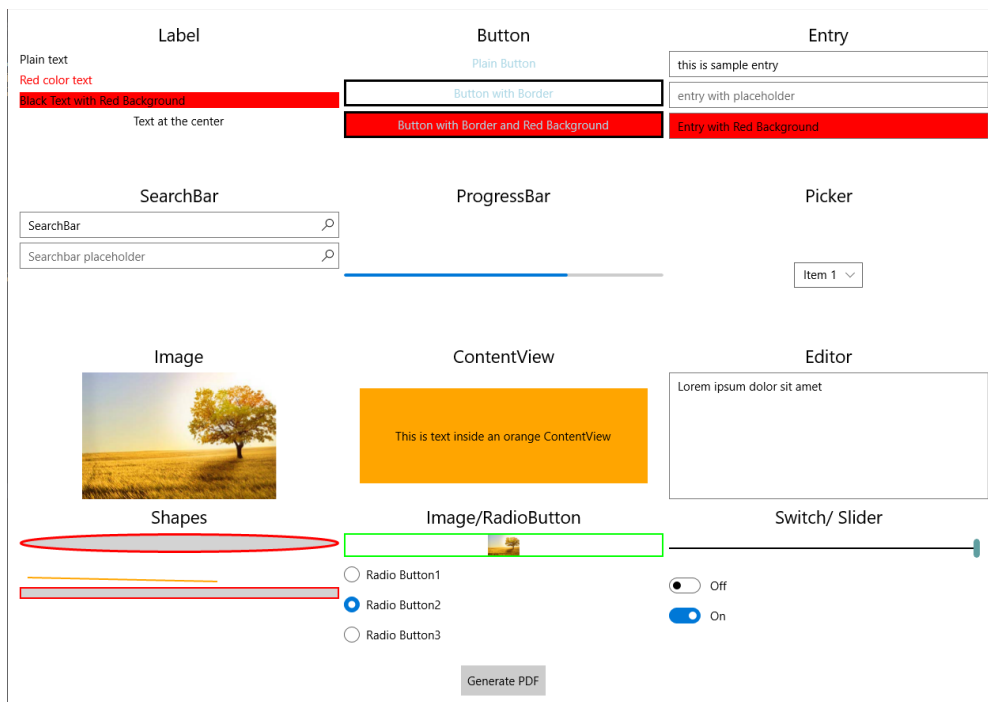 Label
Plain text
Red color text
Black Text with Red Background
Text at the center
Button
Plain Button
Button with Border
Button with Border and Red Background
Entry
this is sample entry
entry with placeholder
Entry with Red Background
SearchBar
SearchBar
Searchbar placeholder
ProgressBar
Picker
Item 1
Image
ContentView
This is text inside an orange ContentView
Editor
Lorem ipsum dolor sit amet
Shapes
Image/RadioButton
Radio Button1
Radio Button2
Radio Button3
Switch/ Slider
Off
On
Generate PDF